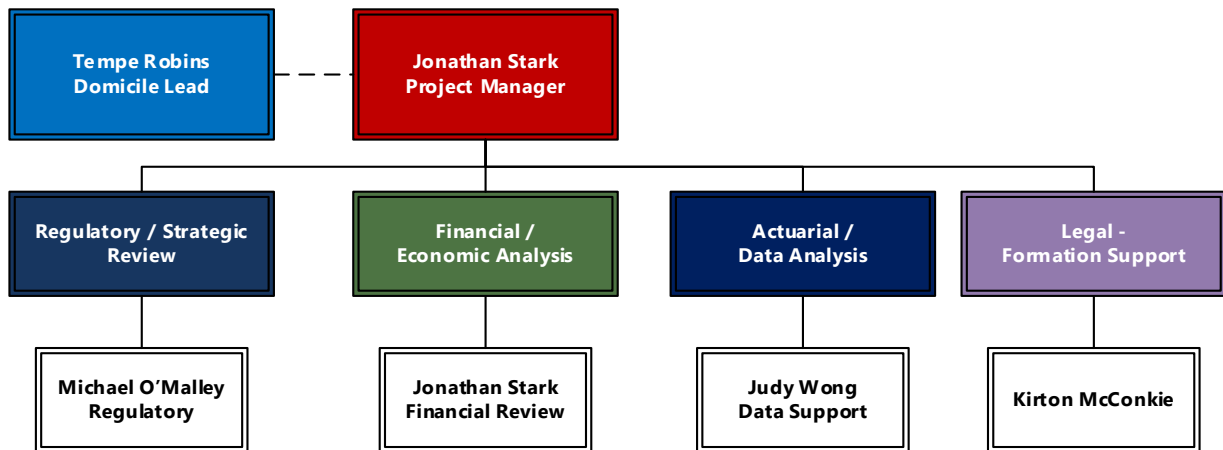 Tempe Robins
Domicile Lead
Jonathan Stark
Project Manager
Regulatory / Strategic
Review
Financial /
Economic Analysis
Actuarial /
Data Analysis
Legal -
Formation Support
Michael O’Malley
Regulatory
Jonathan Stark
Financial Review
Judy Wong
Data Support
Kirton McConkie